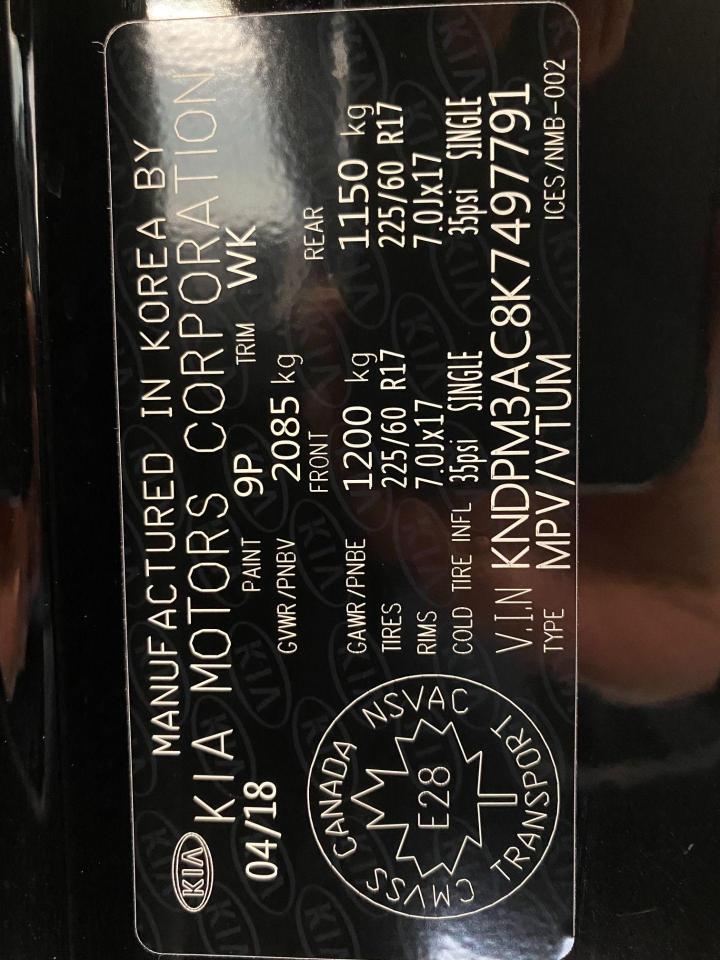 MANUFACTURED IN KOREA BY
KIA KIA MOTORS CORPORATION
04/18 PAINT 9P TRIM WK
GVWR/PNBV 2085 kg
FRONT REAR
GAWR/PNBE 1200 kg 1150 kg
TIRES 225/60 R17 225/60 R17
RIMS 7.0Jx17 7.0Jx17
COLD TIRE INFL 35psi SINGLE 35psi SINGLE
V.I.N KNDPM3AC8K7497791
TYPE MPV/VTUM ICES/NMB-002
CANADA
CMVSS NSVAC
E28
TRANSPORT